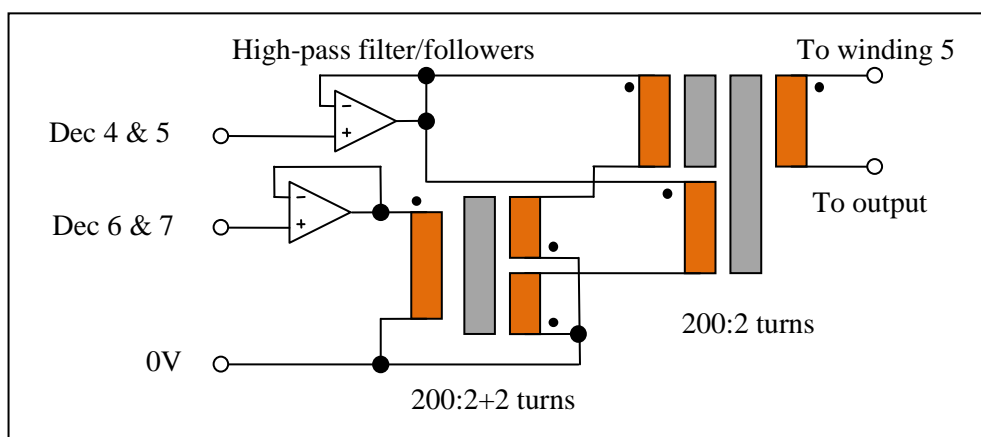 High-pass filter/followers
To winding 5
Dec 4 & 5
−
+
Dec 6 & 7
−
+
To output
200:2 turns
0V
200:2+2 turns